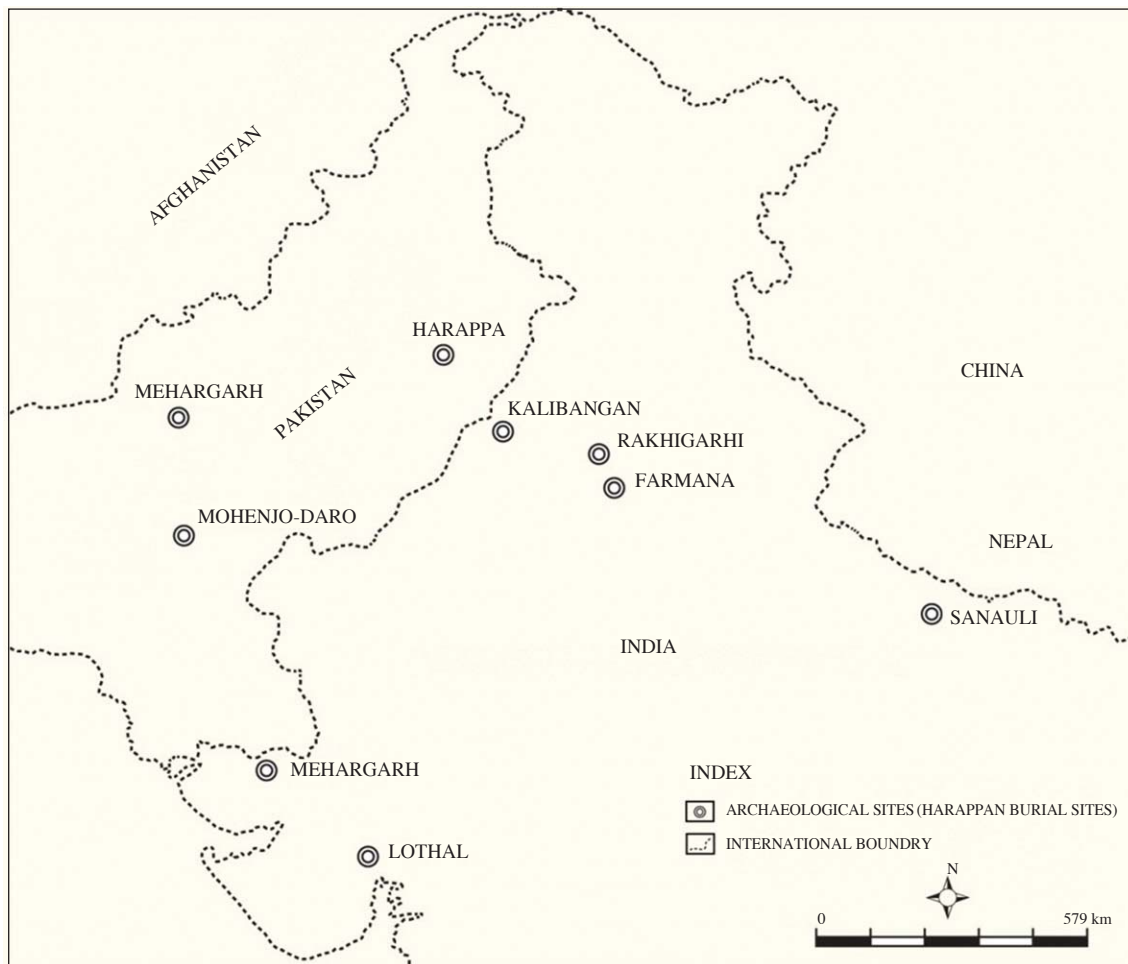 AFGHANISTAN
HARAPPA
MEHARGARH
PAKISTAN
CHINA
KALIBANGAN
RAKHIGARHI
FARMANA
MOHENJO-DARO
NEPAL
SANAULI
INDIA
MEHARGARH
INDEX
ARCHAEOLOGICAL SITES (HARAPPAN BURIAL SITES)
INTERNATIONAL BOUNDRY
LOTHAL
N
0 579 km